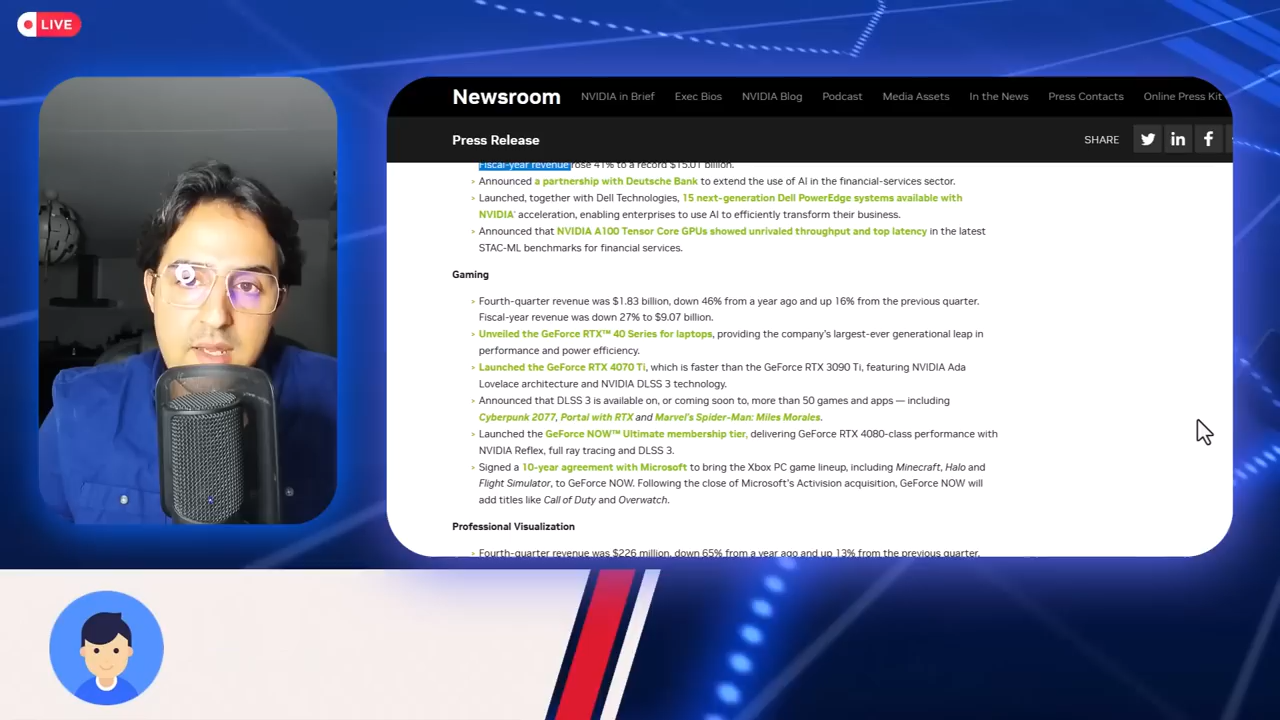 LIVE
Newsroom NVIDIA in Brief Exec Bios NVIDIA Blog Podcast Media Assets In the News Press Contacts Online Press Kit
Press Release SHARE
Fiscal-year revenue rose 41% to a record $15.01 billion.
> Announced a partnership with Deutsche Bank to extend the use of AI in the financial-services sector.
> Launched, together with Dell Technologies, 15 next-generation Dell PowerEdge systems available with
NVIDIA® acceleration, enabling enterprises to use AI to efficiently transform their business.
> Announced that NVIDIA A100 Tensor Core GPUs showed unrivaled throughput and top latency in the latest
STAC-ML benchmarks for financial services.
Gaming
> Fourth-quarter revenue was $1.83 billion, down 46% from a year ago and up 16% from the previous quarter.
Fiscal-year revenue was down 27% to $9.07 billion.
> Unveiled the GeForce RTX™ 40 Series for laptops, providing the company's largest-ever generational leap in
performance and power efficiency.
> Launched the GeForce RTX 4070 Ti, which is faster than the GeForce RTX 3090 Ti, featuring NVIDIA Ada
Lovelace architecture and NVIDIA DLSS 3 technology.
> Announced that DLSS 3 is available on, or coming soon to, more than 50 games and apps — including
Cyberpunk 2077, Portal with RTX and Marvel's Spider-Man: Miles Morales.
> Launched the GeForce NOW™ Ultimate membership tier, delivering GeForce RTX 4080-class performance with
NVIDIA Reflex, full ray tracing and DLSS 3.
> Signed a 10-year agreement with Microsoft to bring the Xbox PC game lineup, including Minecraft, Halo and
Flight Simulator, to GeForce NOW. Following the close of Microsoft's Activision acquisition, GeForce NOW will
add titles like Call of Duty and Overwatch.
Professional Visualization
> Fourth-quarter revenue was $226 million, down 65% from a year ago and up 13% from the previous quarter.